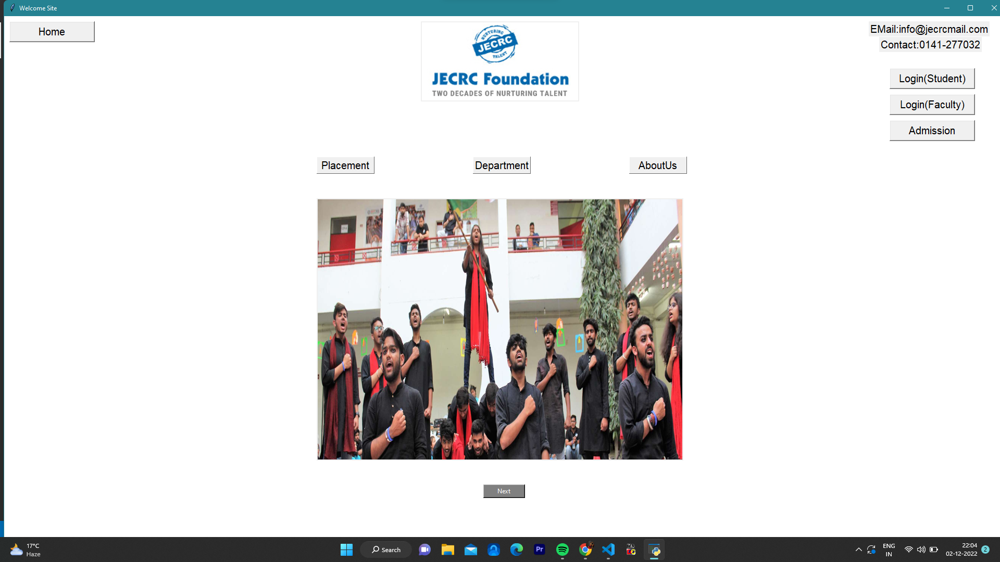 Welcome Site
Home
NURTURING
JECRC
TALENT
JECRC Foundation
TWO DECADES OF NURTURING TALENT
EMail:info@jecrcmail.com
Contact:0141-277032
Login(Student)
Login(Faculty)
Admission
Placement
Department
AboutUs
Next
17°C
Haze
Search
Pr
ENG
IN
22:04
02-12-2022
2